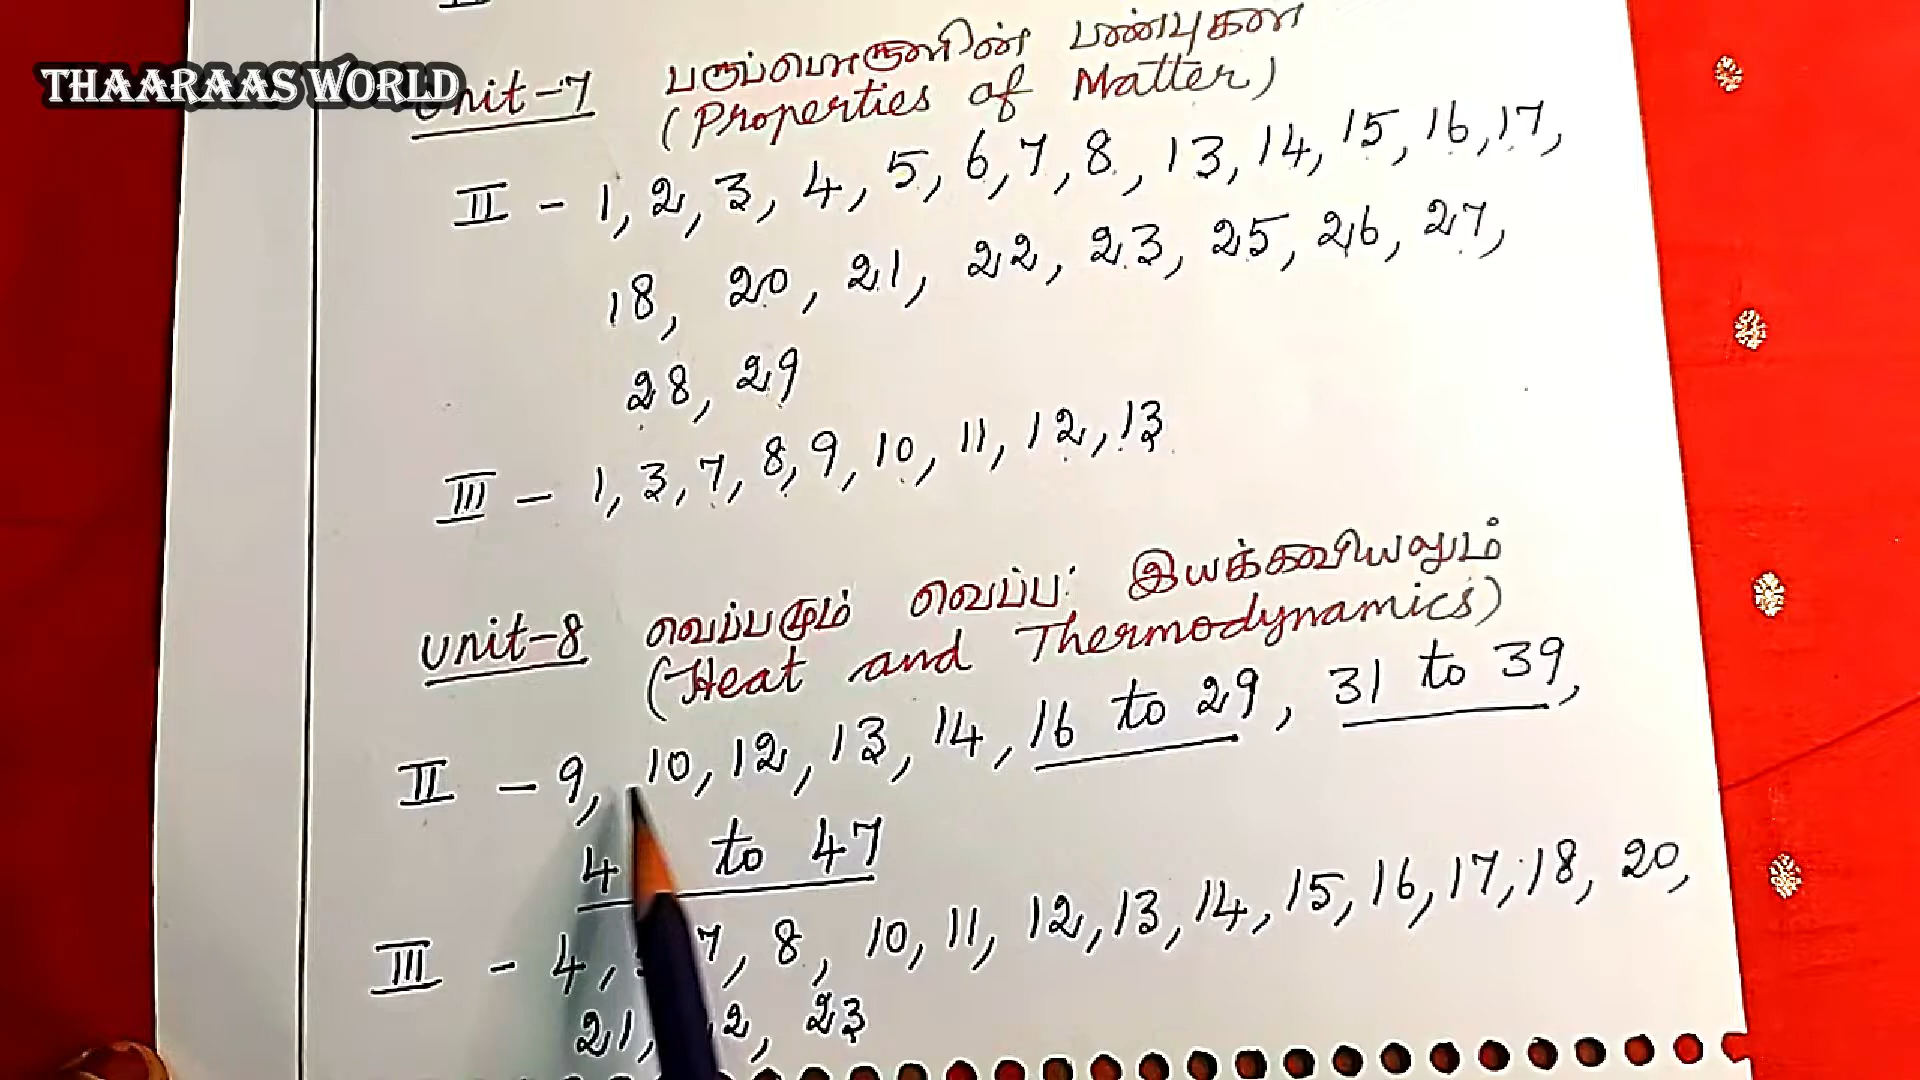 THAARAAS WORLD
Unit-7 பருப்பொருளின் பண்புகள்
(Properties of Matter)
II - 1, 2, 3, 4, 5, 6, 7, 8, 13, 14, 15, 16, 17,
18, 20, 21, 22, 23, 25, 26, 27,
28, 29
III - 1, 3, 7, 8, 9, 10, 11, 12, 13
Unit-8 வெப்பமும் வெப்ப இயக்கவியலும்
(Heat and Thermodynamics)
II - 9, 10, 12, 13, 14, 16 to 29, 31 to 39,
to 47
III - 4, 7, 8, 10, 11, 12, 13, 14, 15, 16, 17, 18, 20,
21, 23